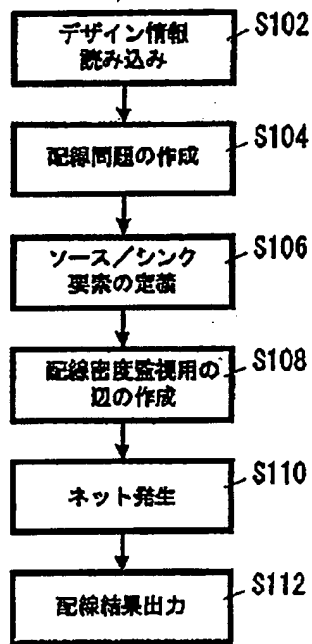 デザイン情報
読み込み
S102
配線問題の作成
S104
ソース／シンク
要素の定義
S106
配線密度監視用の
辺の作成
S108
ネット発生
S110
配線結果出力
S112